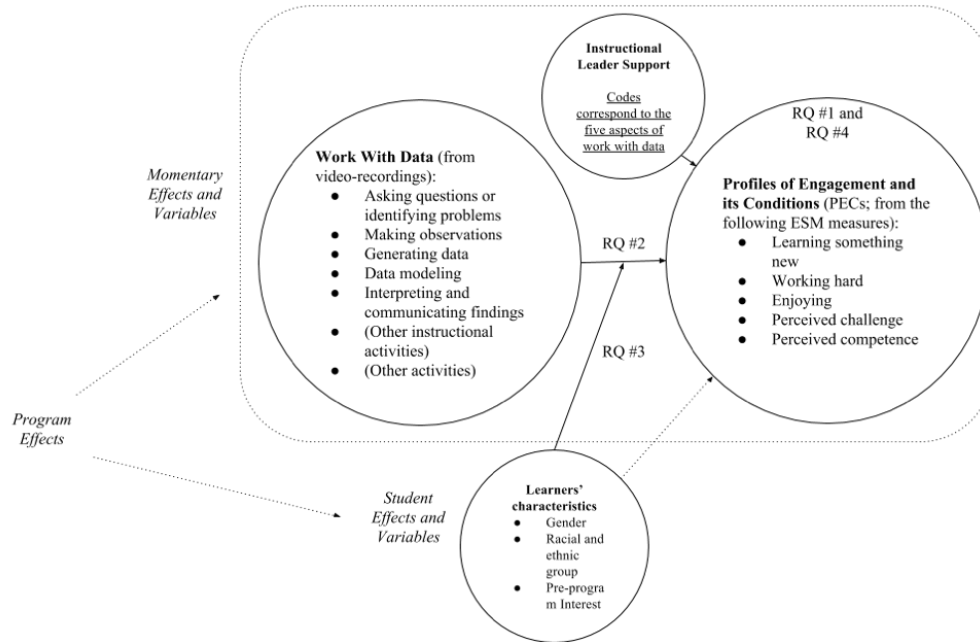 Instructional
Leader Support
Codes
correspond to the
five aspects of
work with data
RQ #1 and
RQ #4
Momentary
Effects and
Variables
Work With Data (from
video-recordings):
● Asking questions or
identifying problems
● Making observations
● Generating data
● Data modeling
● Interpreting and
communicating findings
● (Other instructional
activities)
● (Other activities)
RQ #2
Profiles of Engagement and
its Conditions (PECs; from the
following ESM measures):
● Learning something
new
● Working hard
● Enjoying
● Perceived challenge
● Perceived competence
RQ #3
Program
Effects
Student
Effects and
Variables
Learners'
characteristics
● Gender
● Racial and
ethnic
group
● Pre-progra
m Interest